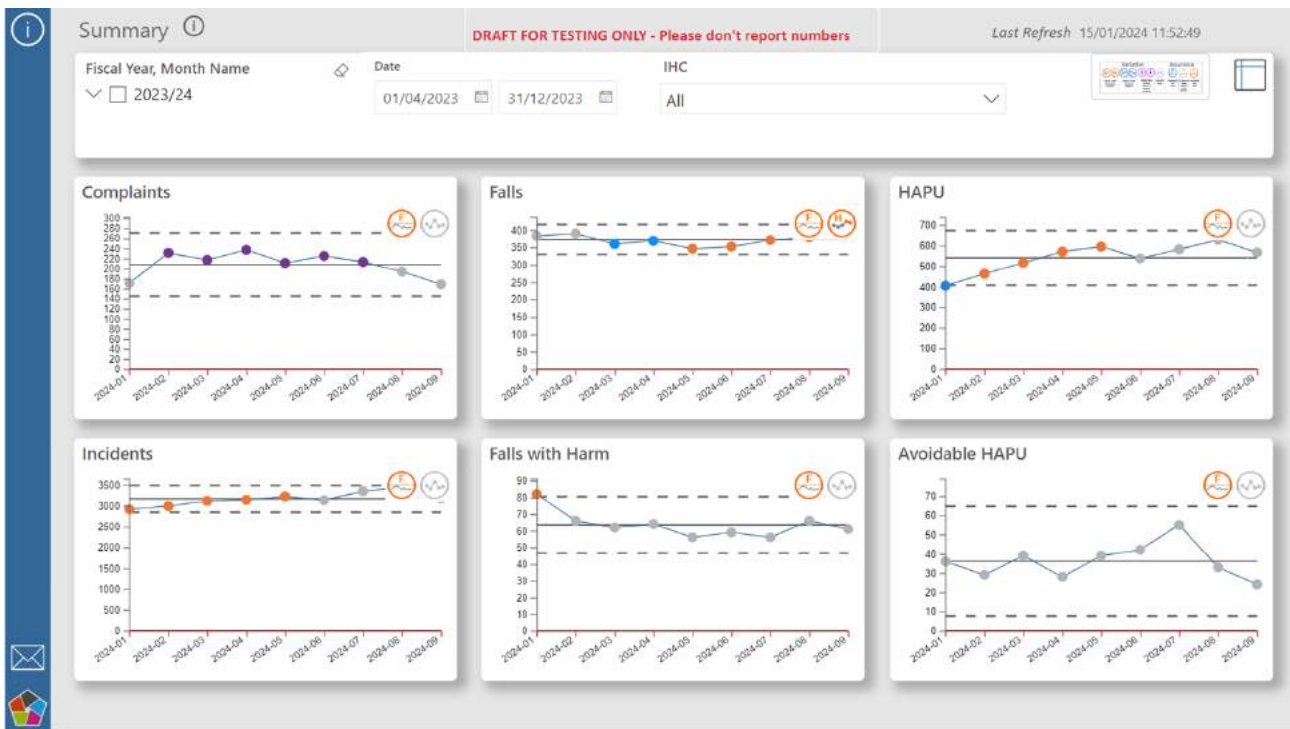 Summary
DRAFT FOR TESTING ONLY - Please don't report numbers
Last Refresh 15/01/2024 11:52:49
Fiscal Year, Month Name
2023/24
Date
01/04/2023 31/12/2023
IHC
All
Variation Assurance
Complaints
F
300
280
260
240
220
200
180
160
140
120
100
80
60
40
20
0
2024-01 2024-02 2024-03 2024-04 2024-05 2024-06 2024-07 2024-08 2024-09
Falls
F H
400
350
300
250
200
150
100
50
0
2024-01 2024-02 2024-03 2024-04 2024-05 2024-06 2024-07 2024-08 2024-09
HAPU
F
700
600
500
400
300
200
100
0
2024-01 2024-02 2024-03 2024-04 2024-05 2024-06 2024-07 2024-08 2024-09
Incidents
F
3500
3000
2500
2000
1500
1000
500
0
2024-01 2024-02 2024-03 2024-04 2024-05 2024-06 2024-07 2024-08 2024-09
Falls with Harm
F
90
80
70
60
50
40
30
20
10
0
2024-01 2024-02 2024-03 2024-04 2024-05 2024-06 2024-07 2024-08 2024-09
Avoidable HAPU
F
70
60
50
40
30
20
10
0
2024-01 2024-02 2024-03 2024-04 2024-05 2024-06 2024-07 2024-08 2024-09